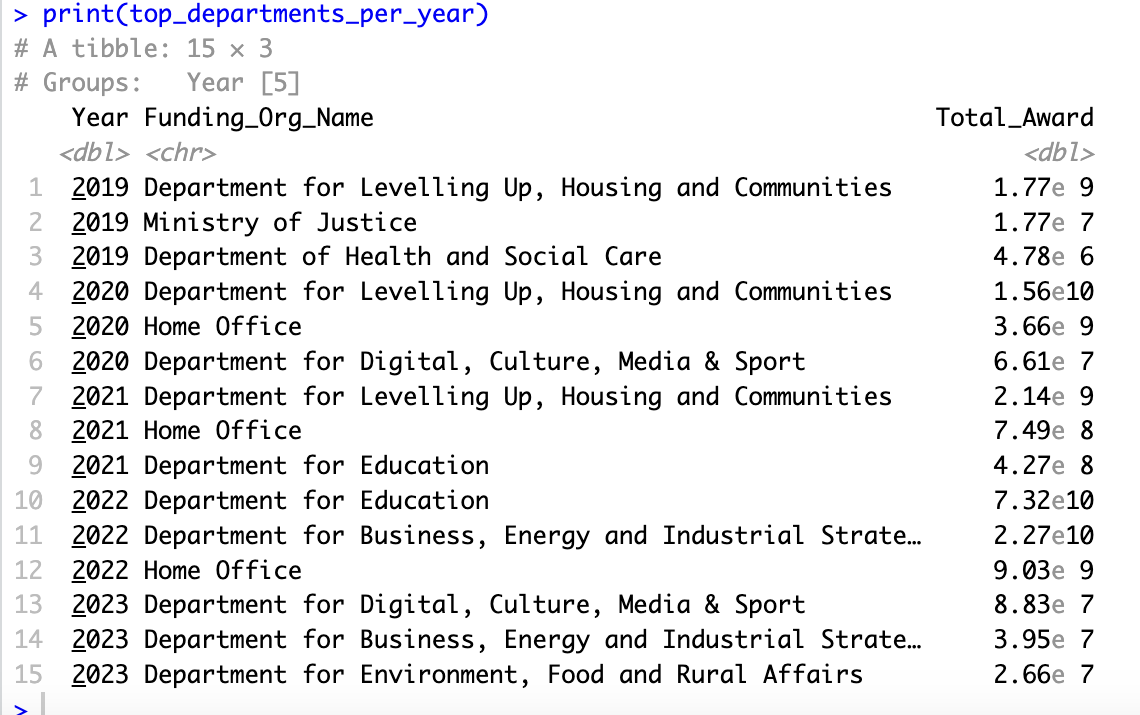 > print(top_departments_per_year)
# A tibble: 15 × 3
# Groups:   Year [5]
    Year Funding_Org_Name                                       Total_Award
   <dbl> <chr>                                                        <dbl>
 1  2019 Department for Levelling Up, Housing and Communities       1.77e 9
 2  2019 Ministry of Justice                                        1.77e 7
 3  2019 Department of Health and Social Care                       4.78e 6
 4  2020 Department for Levelling Up, Housing and Communities       1.56e10
 5  2020 Home Office                                                3.66e 9
 6  2020 Department for Digital, Culture, Media & Sport             6.61e 7
 7  2021 Department for Levelling Up, Housing and Communities       2.14e 9
 8  2021 Home Office                                                7.49e 8
 9  2021 Department for Education                                   4.27e 8
10  2022 Department for Education                                   7.32e10
11  2022 Department for Business, Energy and Industrial Strate…     2.27e10
12  2022 Home Office                                                9.03e 9
13  2023 Department for Digital, Culture, Media & Sport             8.83e 7
14  2023 Department for Business, Energy and Industrial Strate…     3.95e 7
15  2023 Department for Environment, Food and Rural Affairs         2.66e 7
>